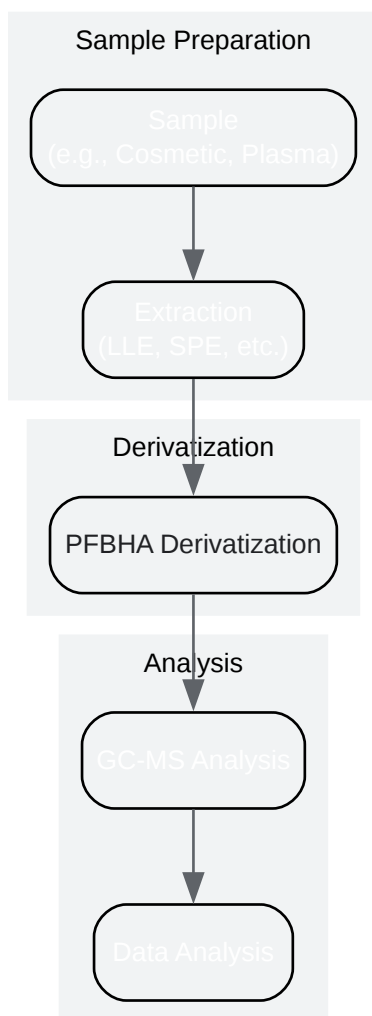 Sample Preparation
Sample
(e.g., Cosmetic, Plasma)
Extraction
(LLE, SPE, etc.)
Derivatization
PFBHA Derivatization
Analysis
GC-MS Analysis
Data Analysis